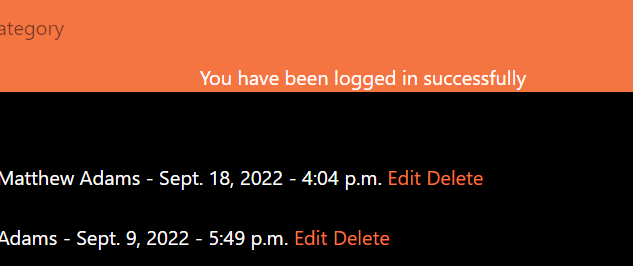 ategory
You have been logged in successfully
Matthew Adams - Sept. 18, 2022 - 4:04 p.m. Edit Delete
Adams - Sept. 9, 2022 - 5:49 p.m. Edit Delete